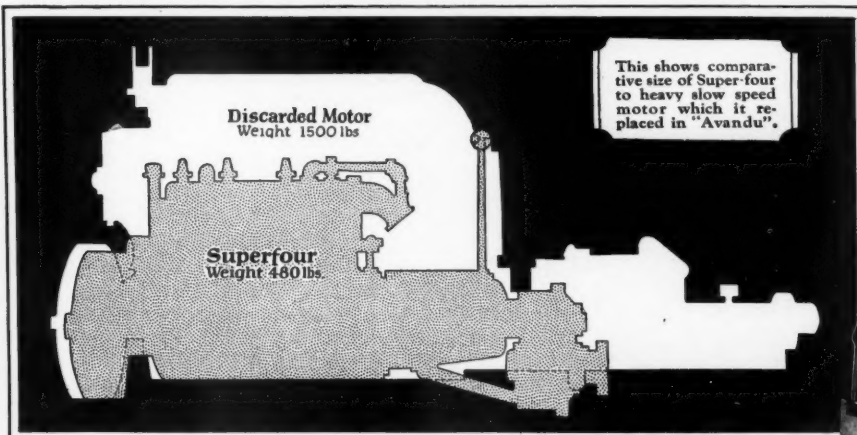 This shows compara-
tive size of Super-four
to heavy slow speed
motor which it re-
placed in "Avandu".
Discarded Motor
Weight 1500 lbs
Superfour
Weight 480 lbs.